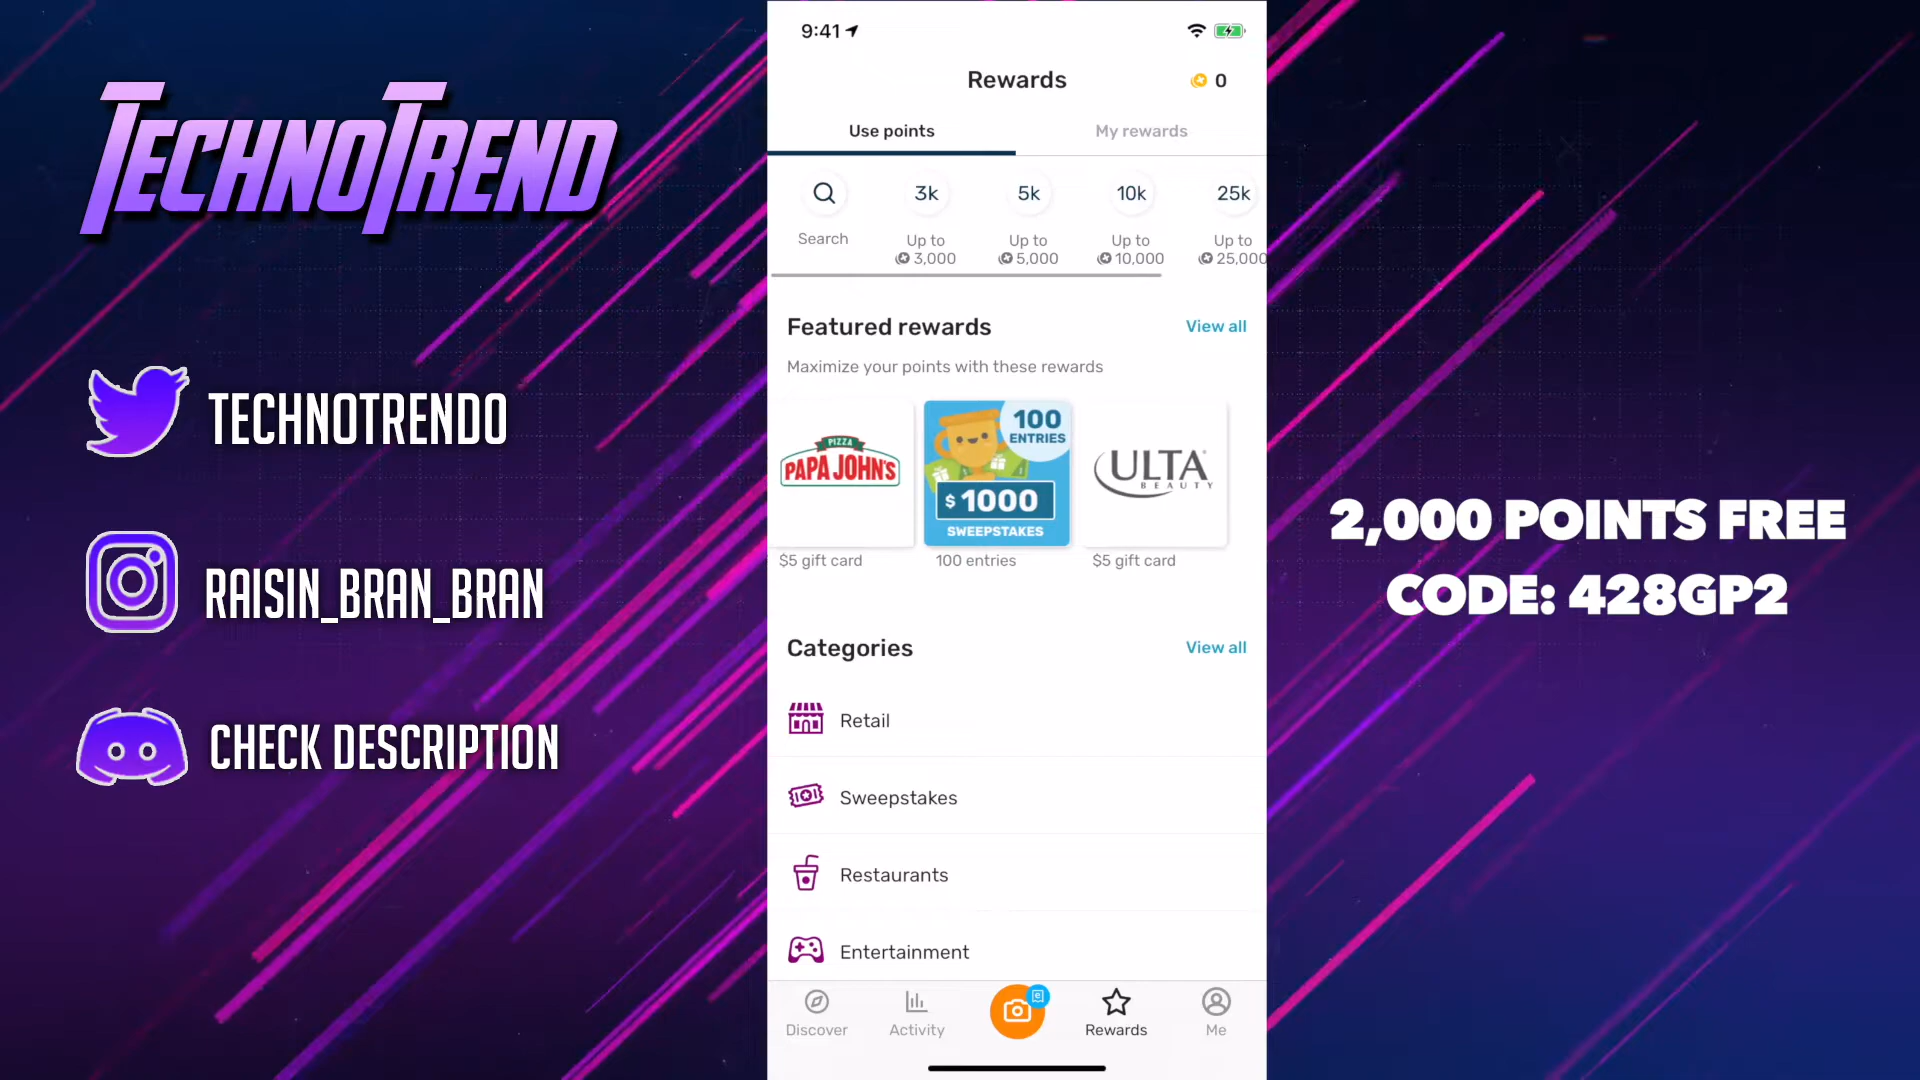 TECHNOTREND
TECHNOTRENDO
RAISIN_BRAN_BRAN
CHECK DESCRIPTION
9:41
Rewards
0
Use points
My rewards
3k
5k
10k
25k
Search
Up to
3,000
Up to
5,000
Up to
10,000
Up to
25,000
Featured rewards
View all
Maximize your points with these rewards
PIZZA
PAPA JOHN'S
100
ENTRIES
$ 1000
SWEEPSTAKES
ULTA
BEAUTY
$5 gift card
100 entries
$5 gift card
Categories
View all
Retail
Sweepstakes
Restaurants
Entertainment
Discover
Activity
Rewards
Me
2,000 POINTS FREE
CODE: 428GP2